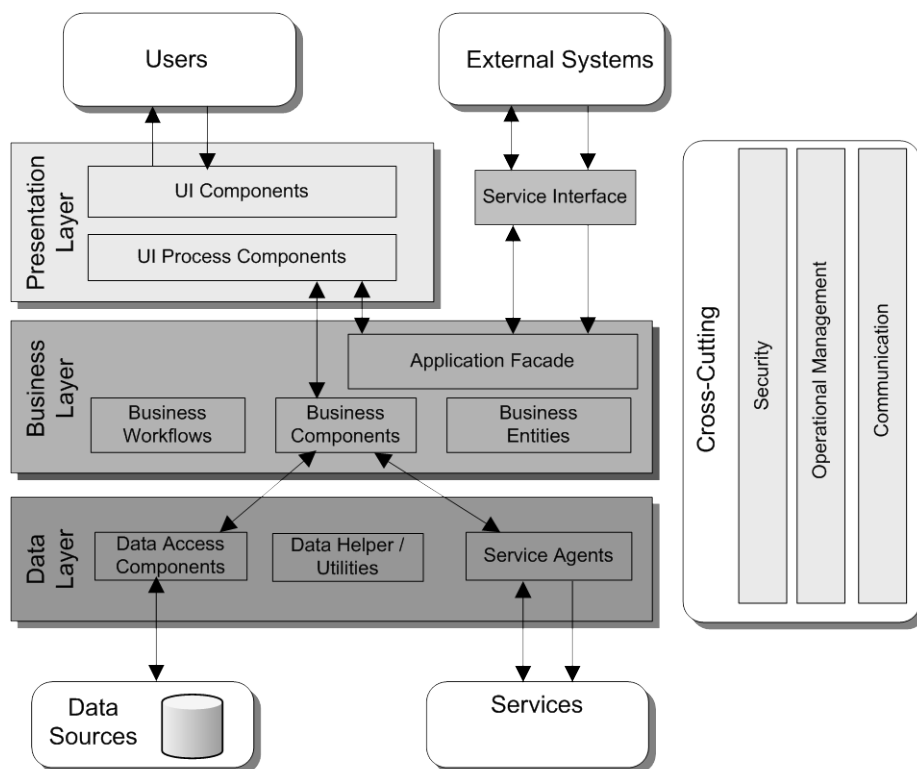 Users
External Systems
Presentation
Layer
UI Components
UI Process Components
Service Interface
Business
Layer
Application Facade
Business
Workflows
Business
Components
Business
Entities
Data
Layer
Data Access
Components
Data Helper /
Utilities
Service Agents
Data
Sources
Services
Cross-Cutting
Security
Operational Management
Communication